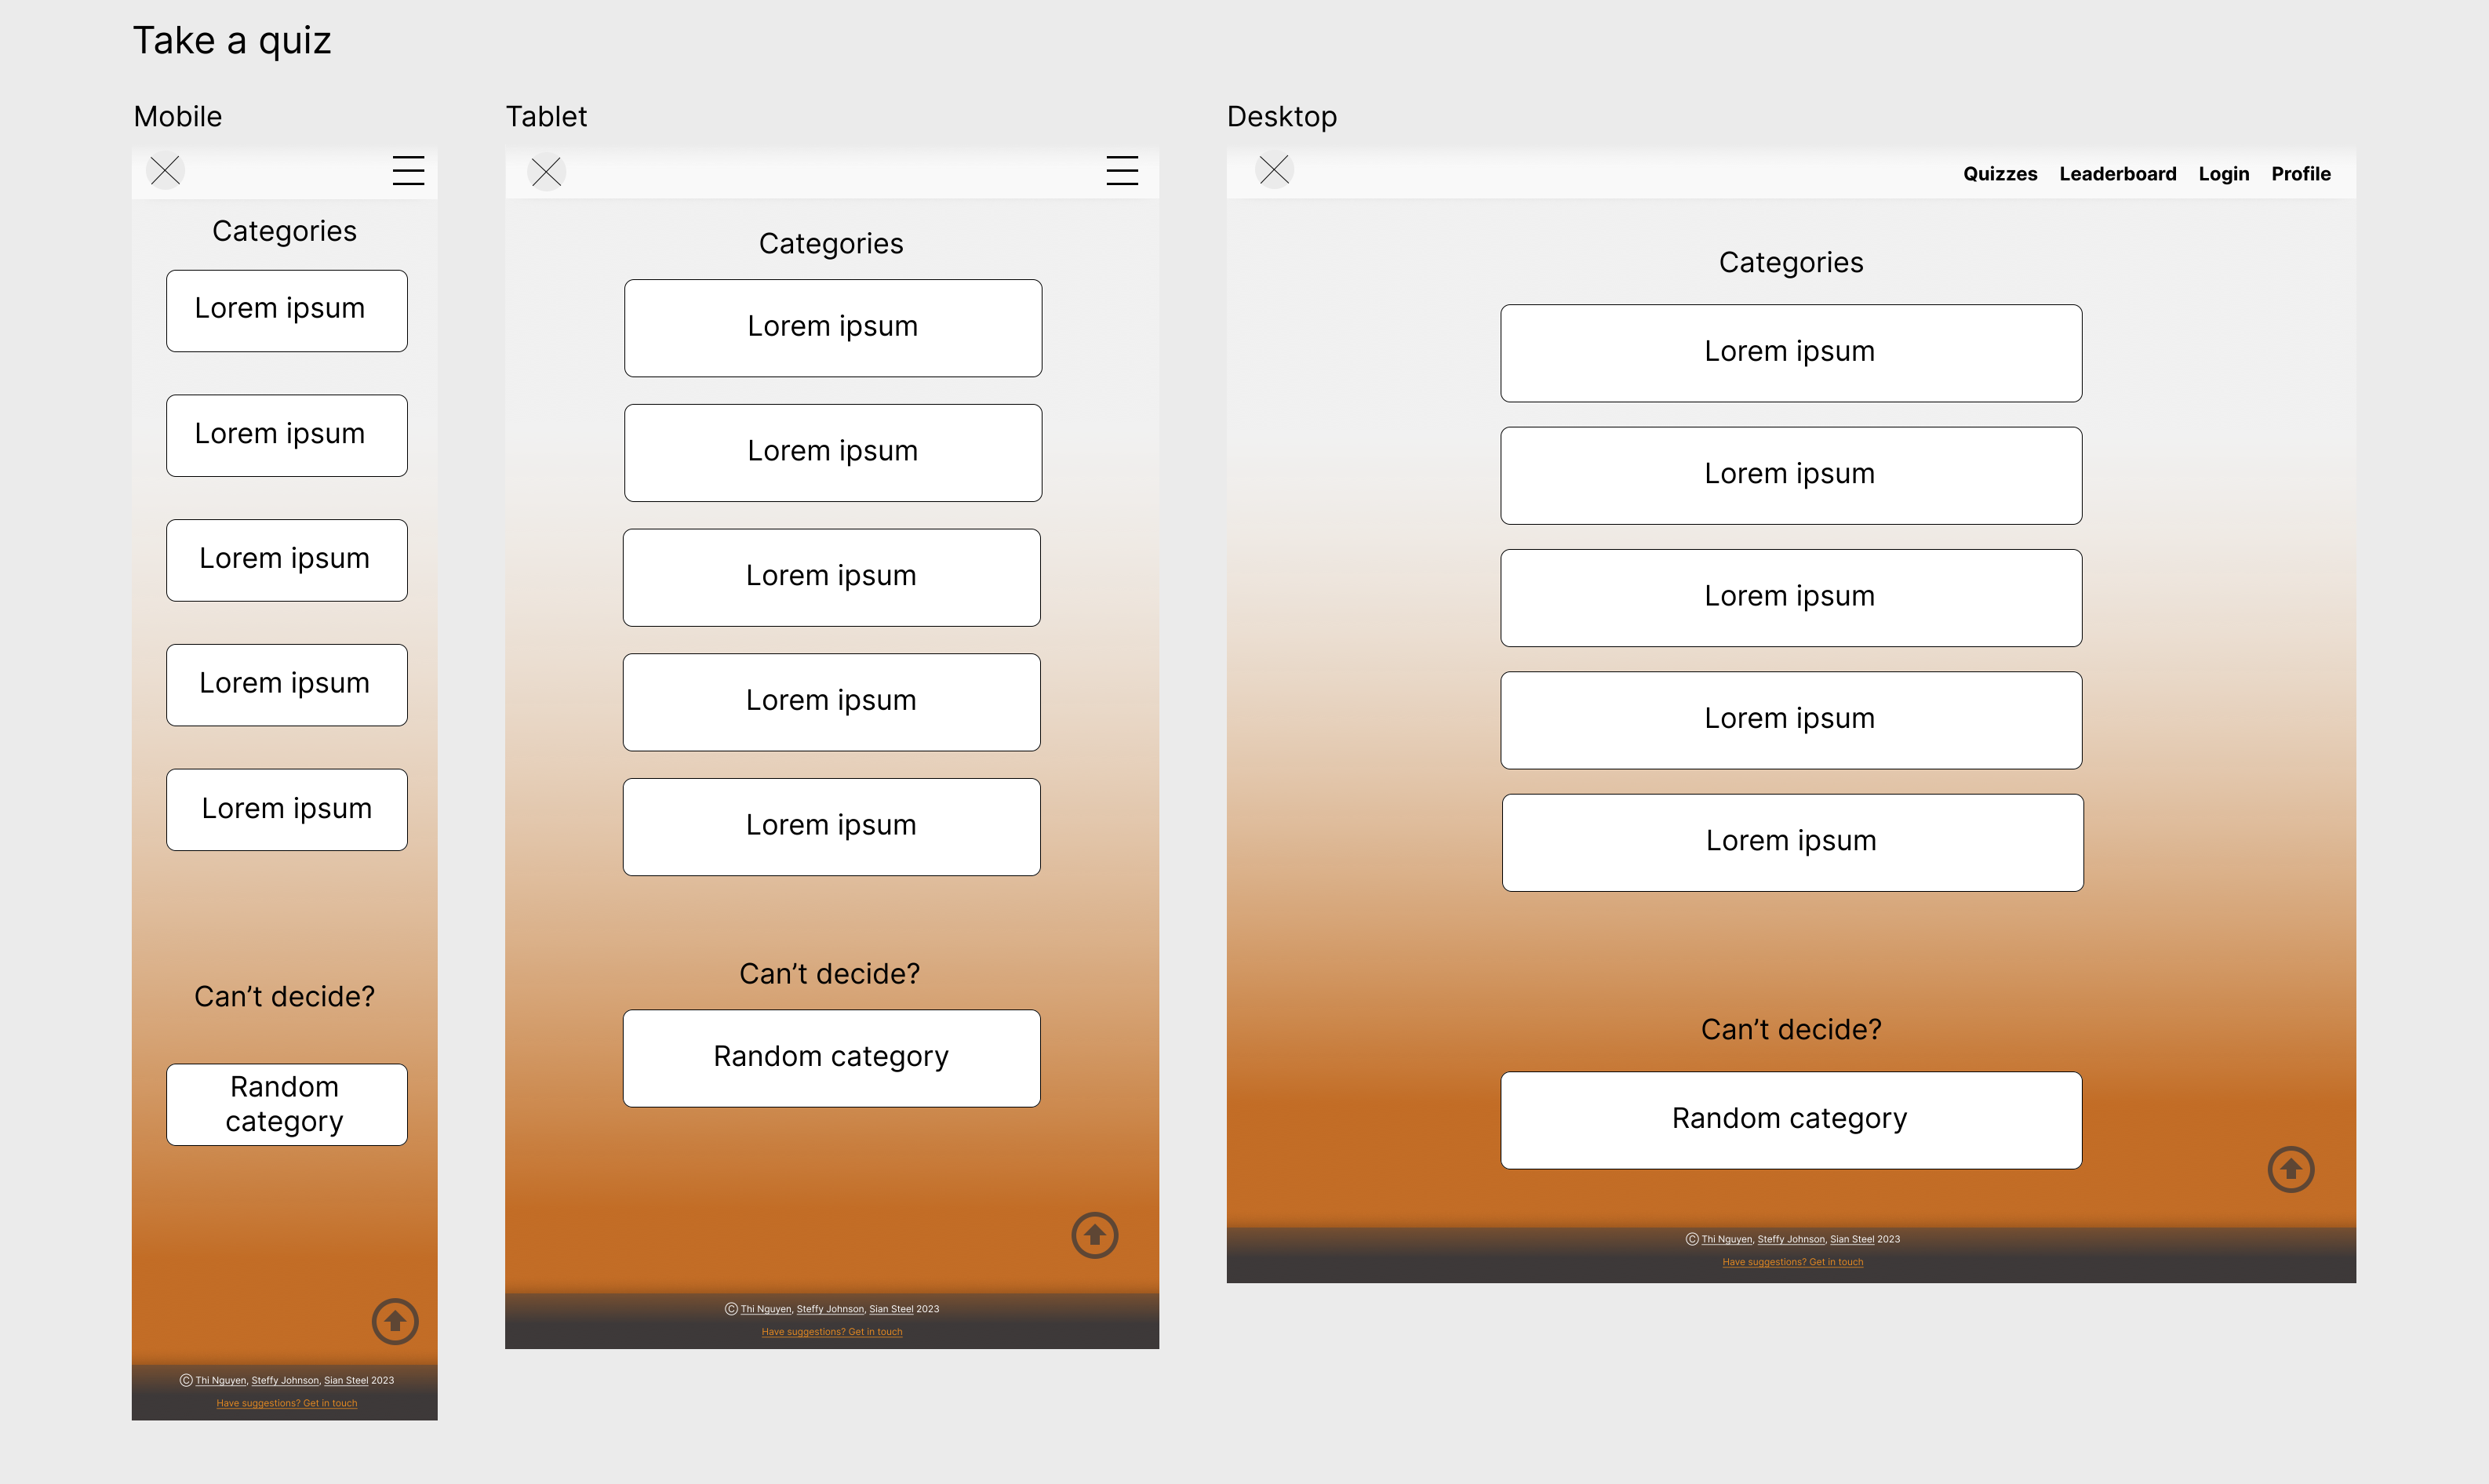 Take a quiz
Mobile
Categories
Lorem ipsum
Lorem ipsum
Lorem ipsum
Lorem ipsum
Lorem ipsum
Can’t decide?
Random
category
© Thi Nguyen, Steffy Johnson, Sian Steel 2023
Have suggestions? Get in touch
Tablet
Categories
Lorem ipsum
Lorem ipsum
Lorem ipsum
Lorem ipsum
Lorem ipsum
Can’t decide?
Random category
© Thi Nguyen, Steffy Johnson, Sian Steel 2023
Have suggestions? Get in touch
Desktop
Quizzes Leaderboard Login Profile
Categories
Lorem ipsum
Lorem ipsum
Lorem ipsum
Lorem ipsum
Lorem ipsum
Can’t decide?
Random category
© Thi Nguyen, Steffy Johnson, Sian Steel 2023
Have suggestions? Get in touch